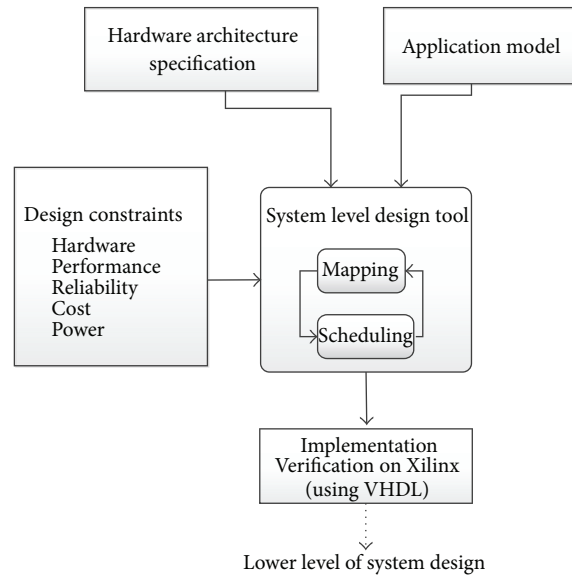 Hardware architecture
specification
Application model
Design constraints
Hardware
Performance
Reliability
Cost
Power
System level design tool
Mapping
Scheduling
Implementation
Verification on Xilinx
(using VHDL)
Lower level of system design